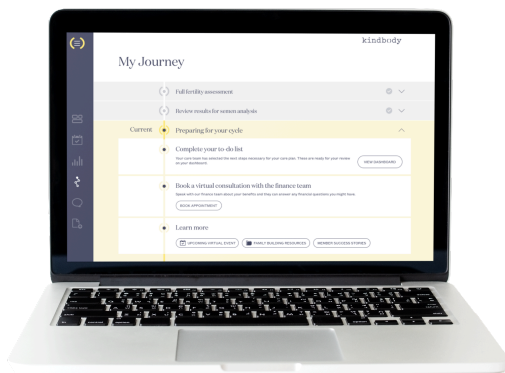 kindbody
My Journey
Full fertility assessment
Review results for semen analysis
Current
Preparing for your cycle
Complete your to-do list
Your care team has selected the next steps necessary for your care plan. These are ready for your review
on your dashboard.
VIEW DASHBOARD
Book a virtual consultation with the finance team
Speak with our finance team about your benefits and they can answer any financial questions you might have
BOOK APPOINTMENT
Learn more
UPCOMING VIRTUAL EVENT
FAMILY BUILDING RESOURCES
MEMBER SUCCESS STORIES